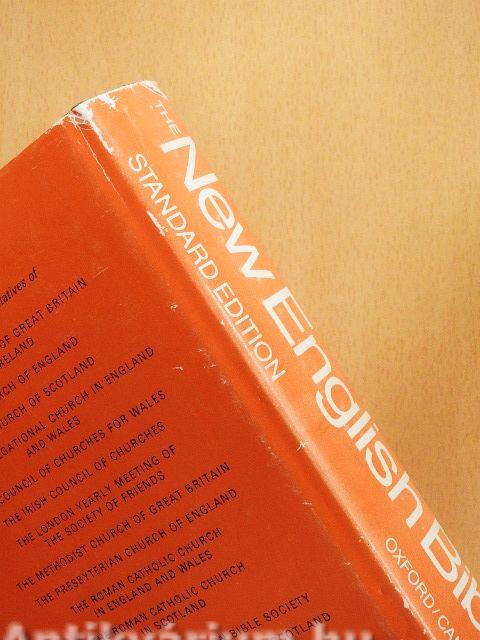 THE
New English Bib
STANDARD EDITION
OXFORD/CA
tatives of
OF GREAT BRITAIN
RELAND
RCH OF ENGLAND
URCH OF SCOTLAND
GATIONAL CHURCH IN ENGLAND
AND WALES
COUNCIL OF CHURCHES FOR WALES
THE IRISH COUNCIL OF CHURCHES
THE LONDON YEARLY MEETING OF
THE SOCIETY OF FRIENDS
THE METHODIST CHURCH OF GREAT BRITAIN
THE PRESBYTERIAN CHURCH OF ENGLAND
THE ROMAN CATHOLIC CHURCH
IN ENGLAND AND WALES
THE ROMAN CATHOLIC CHURCH
IN SCOTLAND
BIBLE SOCIETY
SCOTLAND